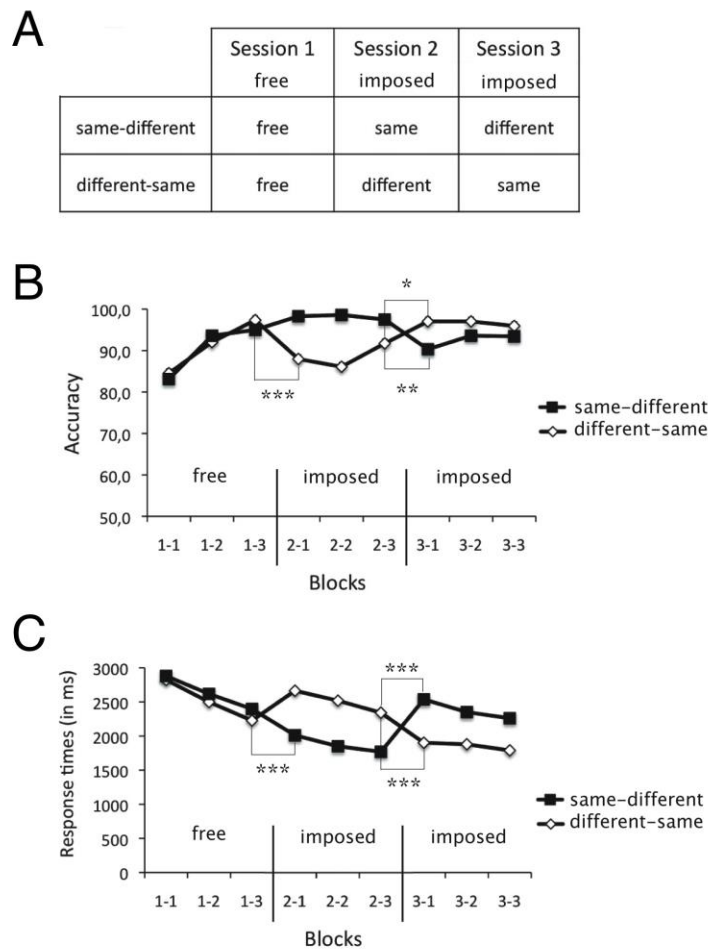 A
Session 1 Session 2 Session 3
free imposed imposed
same-different free same different
different-same free different same
B
Accuracy
100,0
90,0
80,0
70,0
60,0
50,0
*
***
**
free imposed imposed
1-1 1-2 1-3 2-1 2-2 2-3 3-1 3-2 3-3
Blocks
same-different
different-same
C
Response times (in ms)
3000
2500
2000
1500
1000
500
0
***
***
***
free imposed imposed
1-1 1-2 1-3 2-1 2-2 2-3 3-1 3-2 3-3
Blocks
same-different
different-same